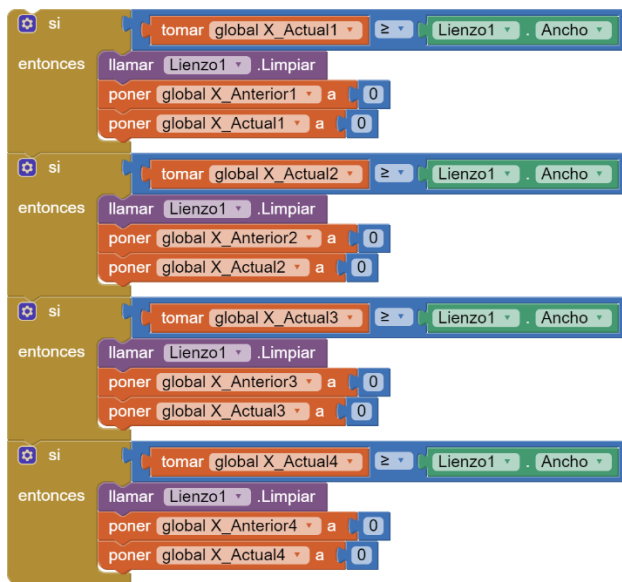 si tomar global X_Actual1 ≥ Lienzo1 . Ancho
entonces llamar Lienzo1 .Limpiar
poner global X_Anterior1 a 0
poner global X_Actual1 a 0
si tomar global X_Actual2 ≥ Lienzo1 . Ancho
entonces llamar Lienzo1 .Limpiar
poner global X_Anterior2 a 0
poner global X_Actual2 a 0
si tomar global X_Actual3 ≥ Lienzo1 . Ancho
entonces llamar Lienzo1 .Limpiar
poner global X_Anterior3 a 0
poner global X_Actual3 a 0
si tomar global X_Actual4 ≥ Lienzo1 . Ancho
entonces llamar Lienzo1 .Limpiar
poner global X_Anterior4 a 0
poner global X_Actual4 a 0